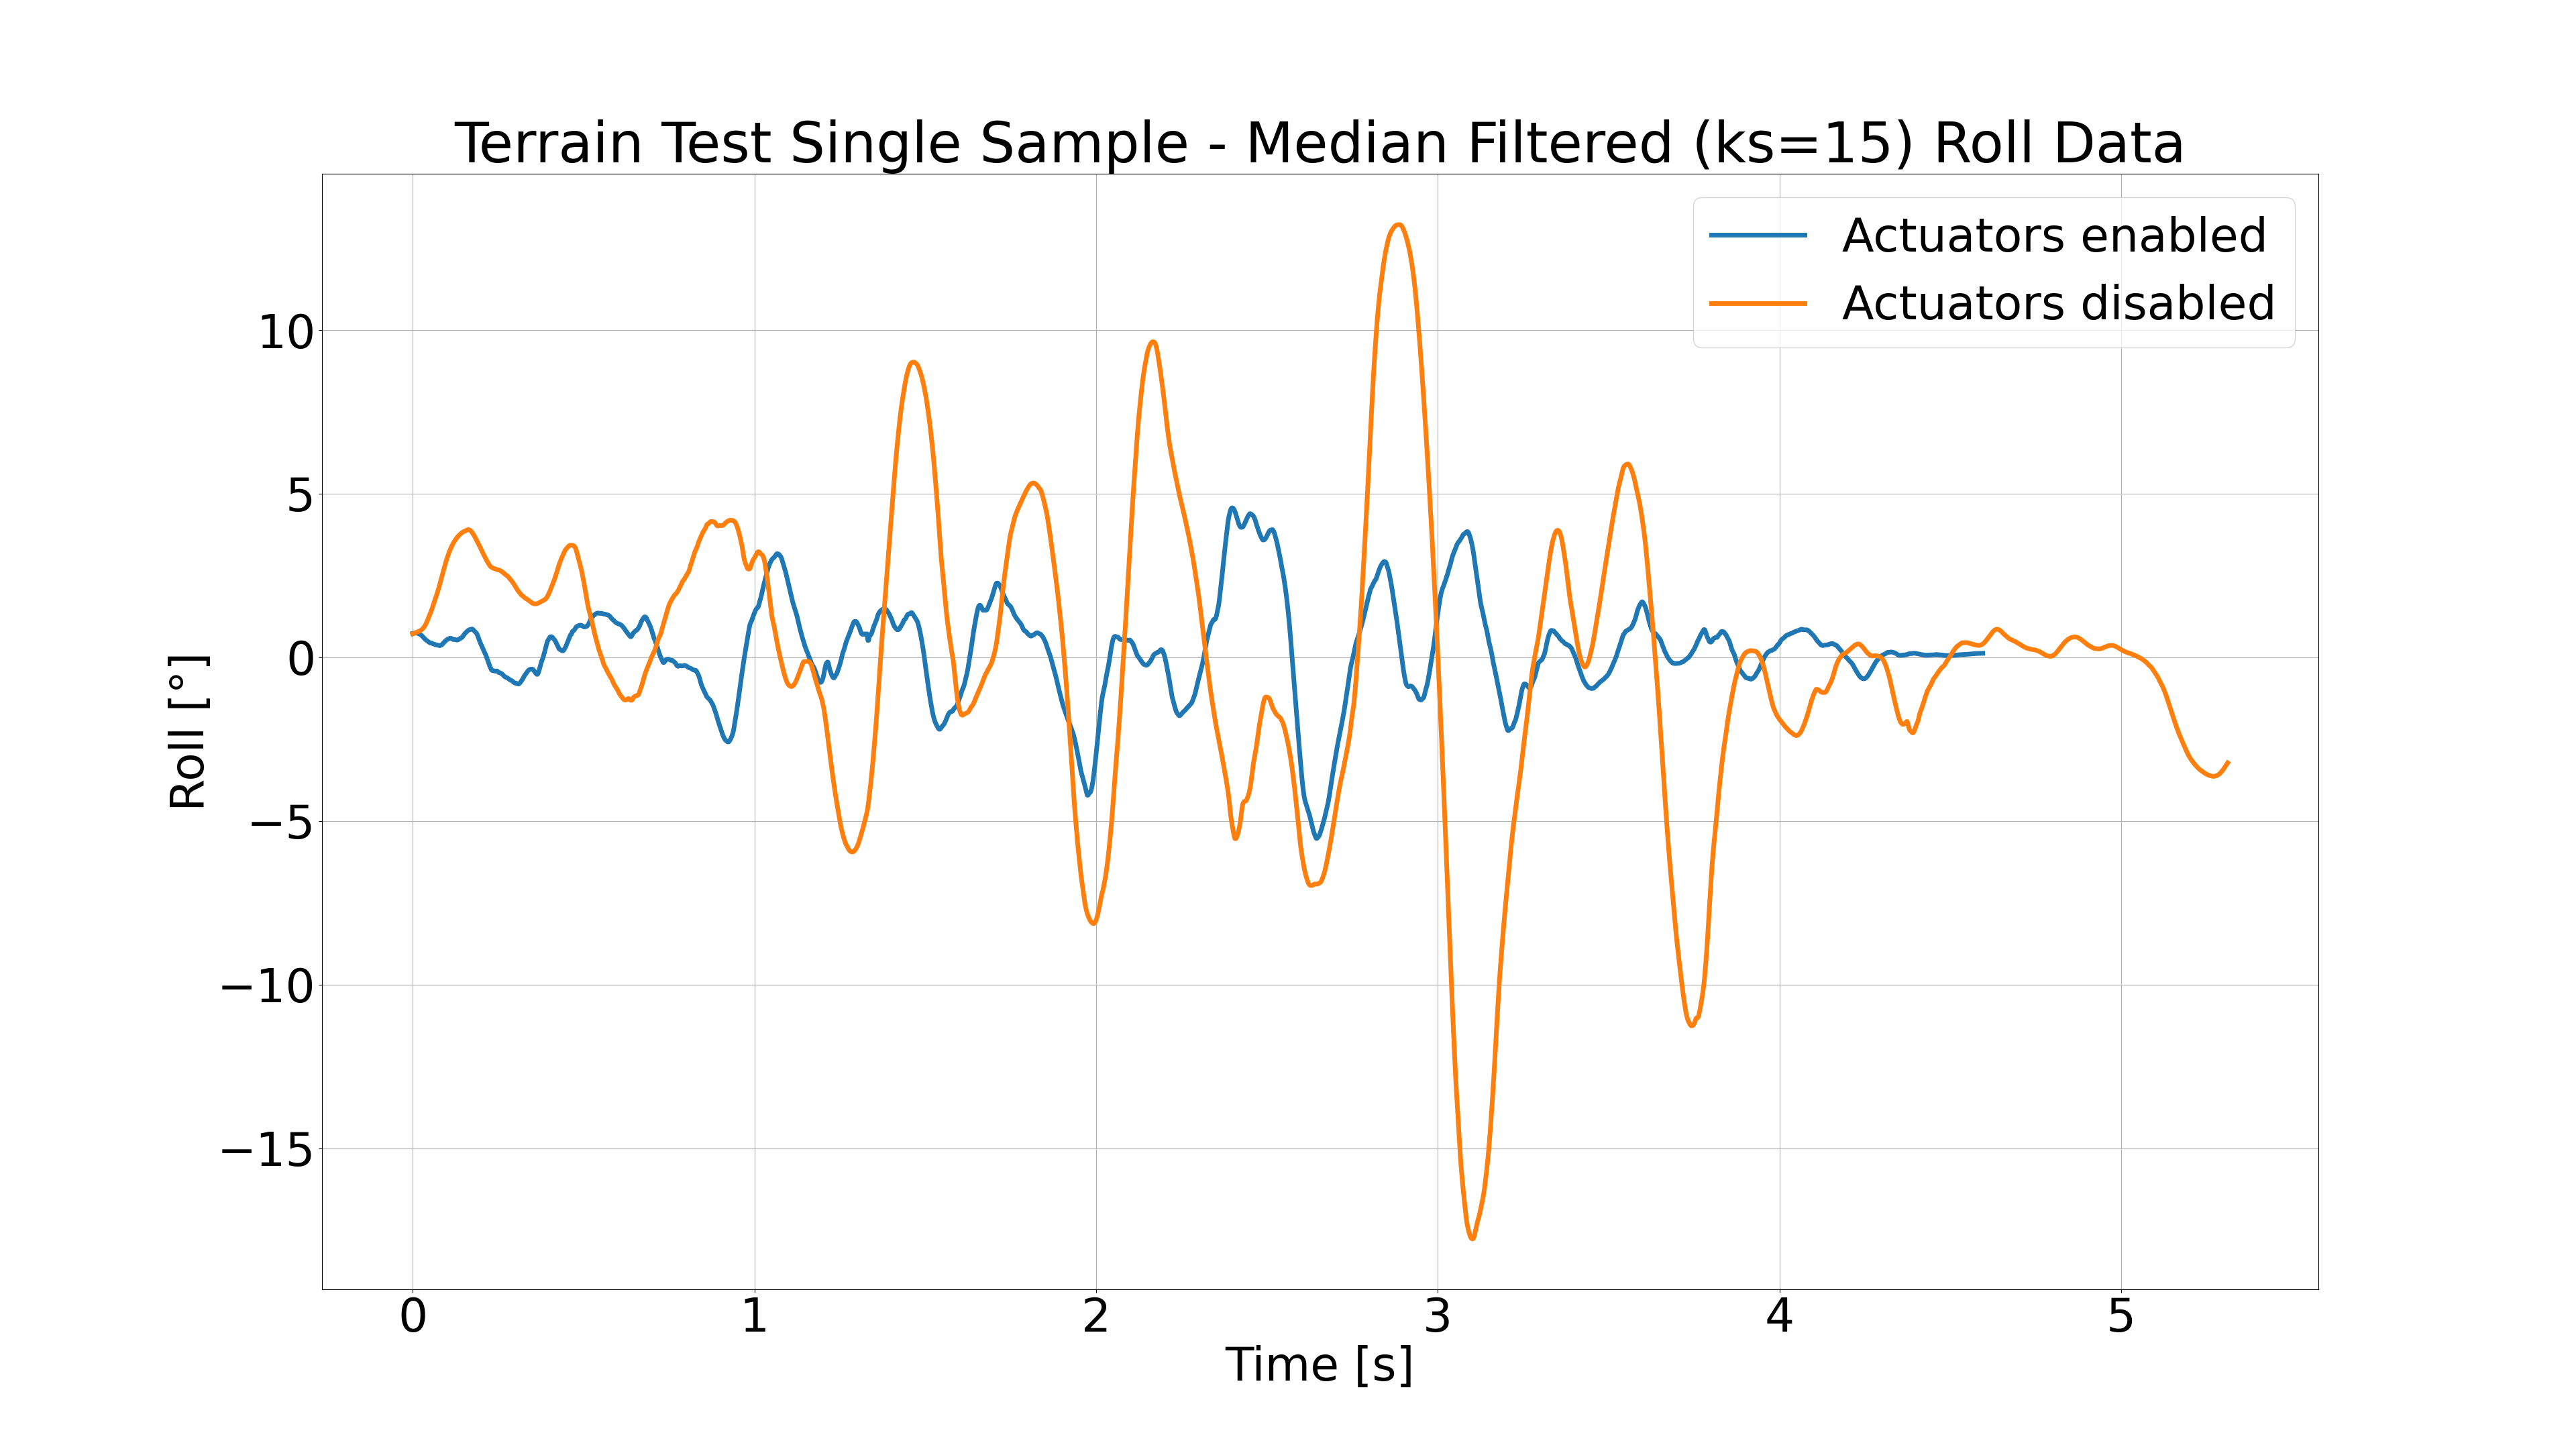 Terrain Test Single Sample - Median Filtered (ks=15) Roll Data
Actuators enabled
Actuators disabled
10
5
0
−5
−10
−15
Roll [°]
0 1 2 3 4 5
Time [s]